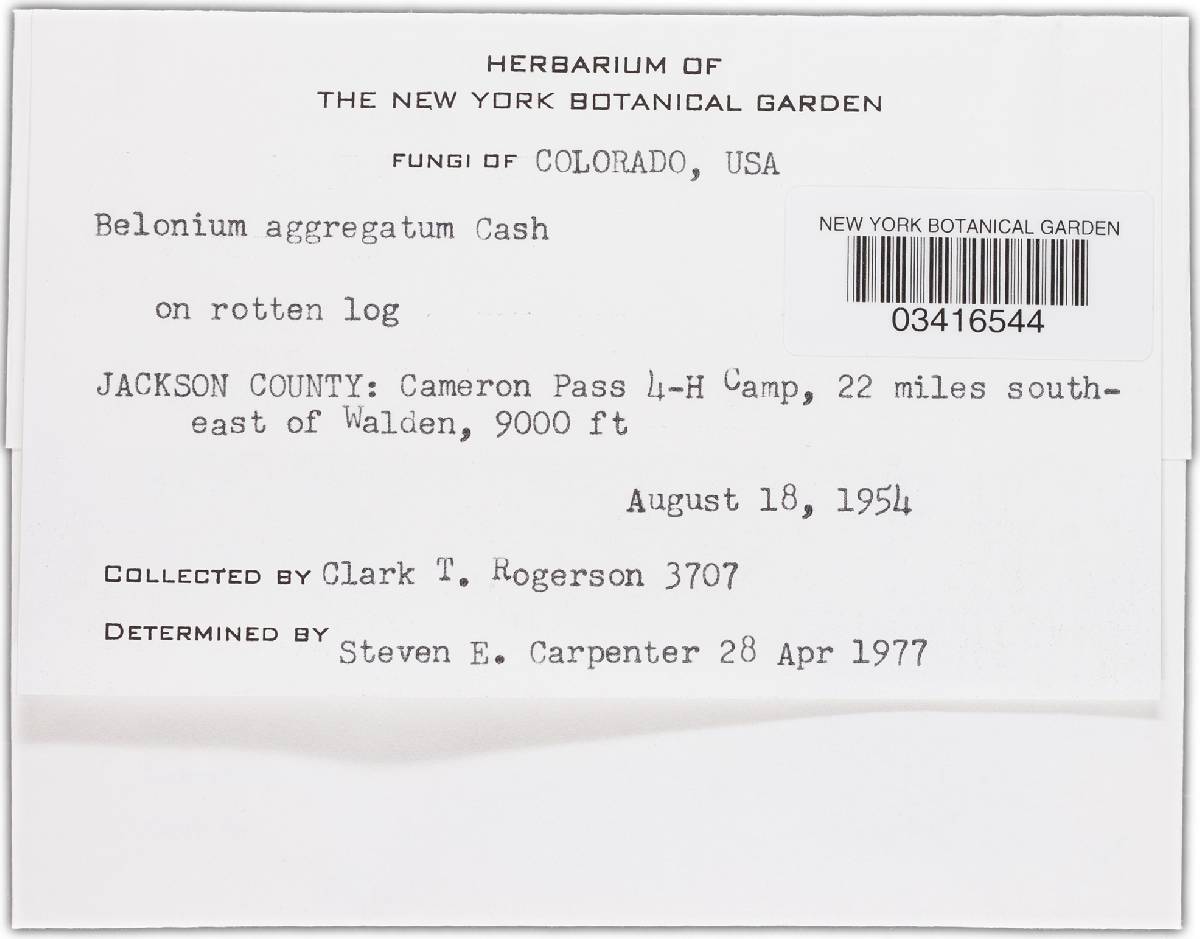 HERBARIUM OF
THE NEW YORK BOTANICAL GARDEN
FUNGI OF COLORADO, USA
Belonium aggregatum Cash
NEW YORK BOTANICAL GARDEN
03416544
on rotten log
JACKSON COUNTY: Cameron Pass 4-H Camp, 22 miles south-
east of Walden, 9000 ft
August 18, 1954
COLLECTED BY Clark T. Rogerson 3707
DETERMINED BY Steven E. Carpenter 28 Apr 1977